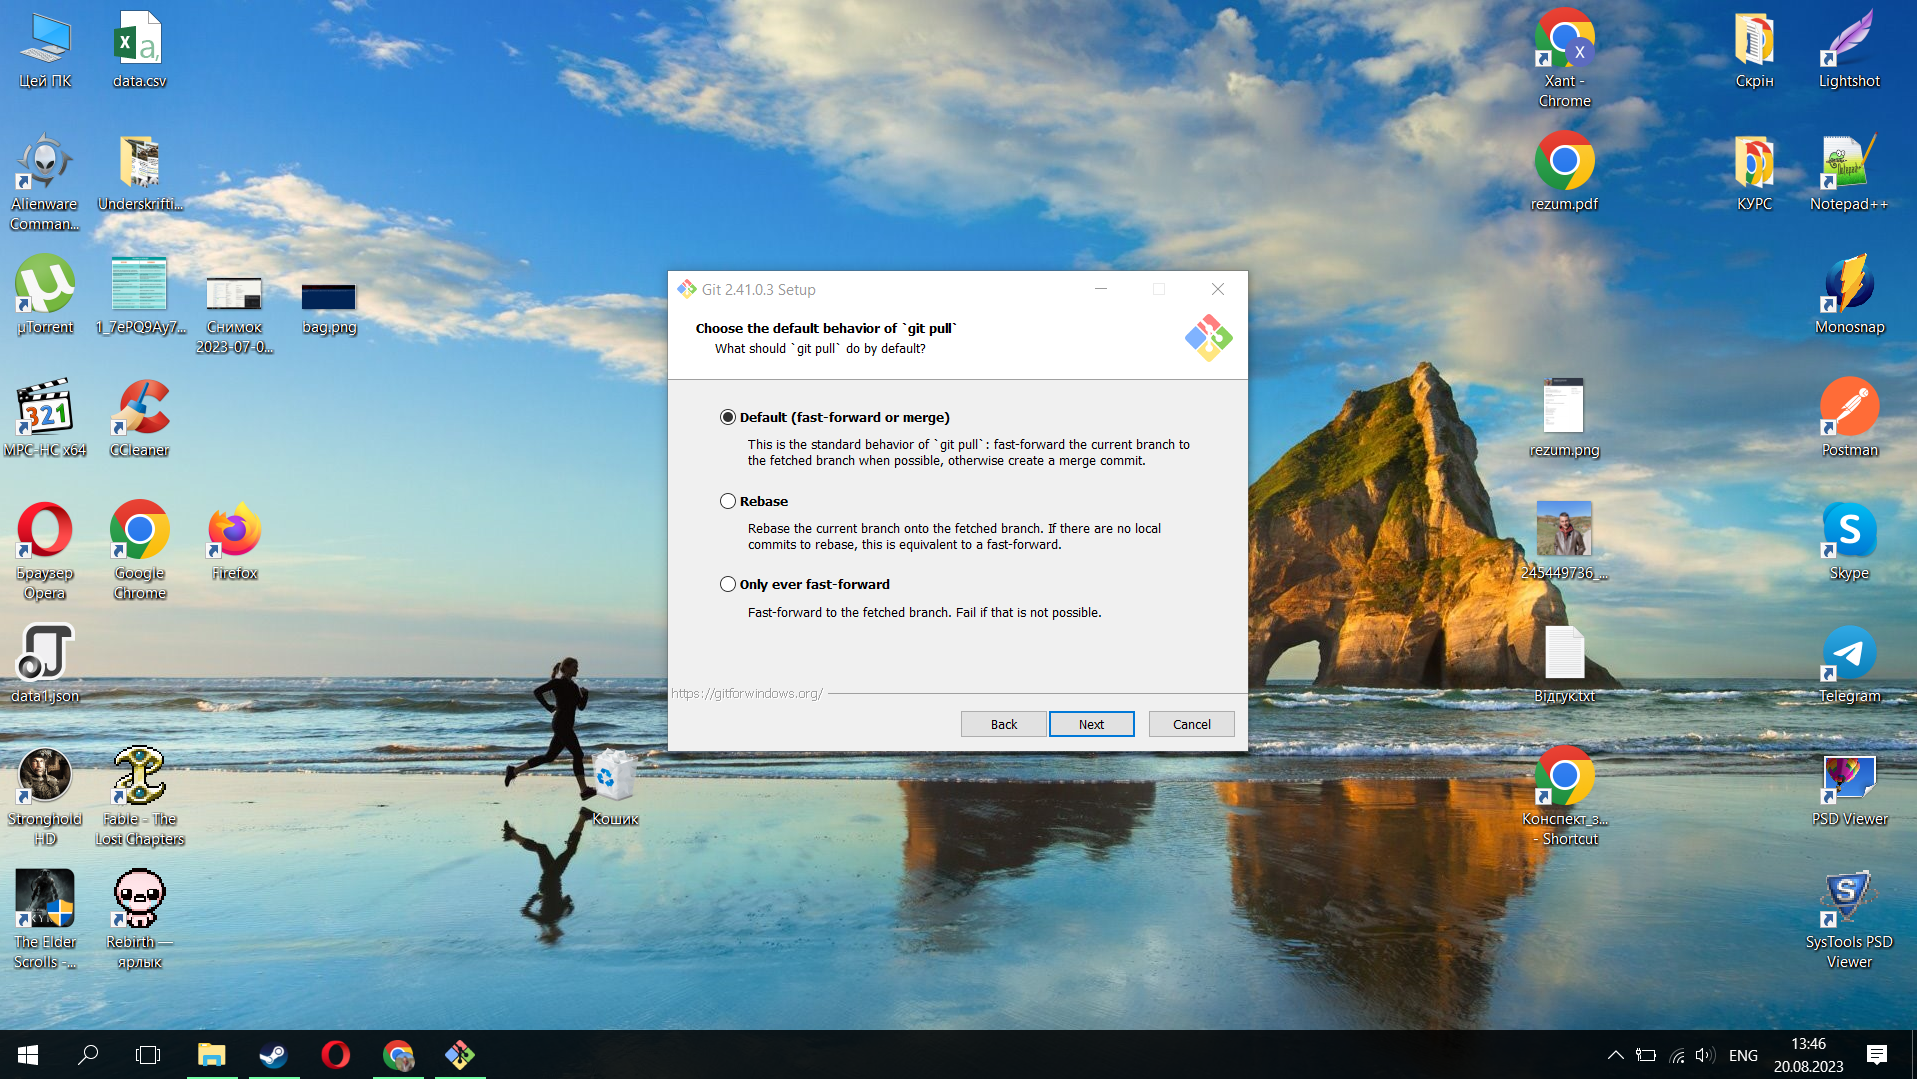 Цей ПК
data.csv
Xant -
Chrome
Скрін
Lightshot
Alienware
Comman...
Underskrifti...
rezum.pdf
КУРС
Notepad++
µTorrent
1_7ePQ9Ay7...
Снимок
2023-07-0...
bag.png
Monosnap
MPC-HC x64
CCleaner
rezum.png
Postman
Браузер
Opera
Google
Chrome
Firefox
245449736_...
Skype
data1.json
Відгук.txt
Telegram
Stronghold
HD
Fable - The
Lost Chapters
Кошик
Конспект_з...
- Shortcut
PSD Viewer
The Elder
Scrolls -...
Rebirth —
ярлык
SysTools PSD
Viewer
Git 2.41.0.3 Setup
Choose the default behavior of `git pull`
What should `git pull` do by default?
Default (fast-forward or merge)
This is the standard behavior of `git pull`: fast-forward the current branch to
the fetched branch when possible, otherwise create a merge commit.
Rebase
Rebase the current branch onto the fetched branch. If there are no local
commits to rebase, this is equivalent to a fast-forward.
Only ever fast-forward
Fast-forward to the fetched branch. Fail if that is not possible.
https://gitforwindows.org/
Back
Next
Cancel
ENG
13:46
20.08.2023